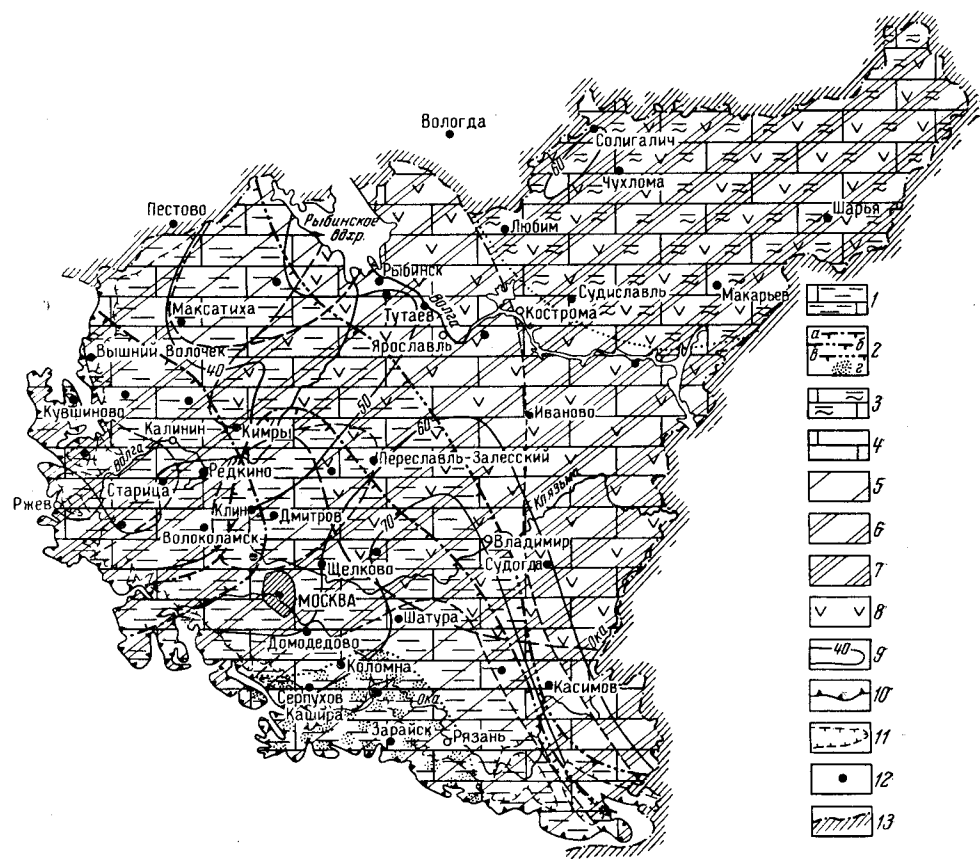 Вологда
Солигалич
60
Чухлома
Пестово
Рыбинское
вдхр.
Шарья
Любим
Рыбинск
Судиславль
Макарьев
Волга
Тутаев
Кострома
Максатиха
Ярославль
Вышний Волочек
40
50
Кувшиново
Иваново
60
Калинин
Кимры
Волга
Переславль-Залесский
Редкино
Старица
Ржев
Клин
Дмитров
70
Волоколамск
Владимир
Щелково
Судогда
МОСКВА
Шатура
Ока
Домодедово
Коломна
Касимов
Серпухов
Ока
Кашира
Зарайск
Рязань
1
а
б
в
г
2
3
4
5
6
7
8
40
9
10
11
12
13